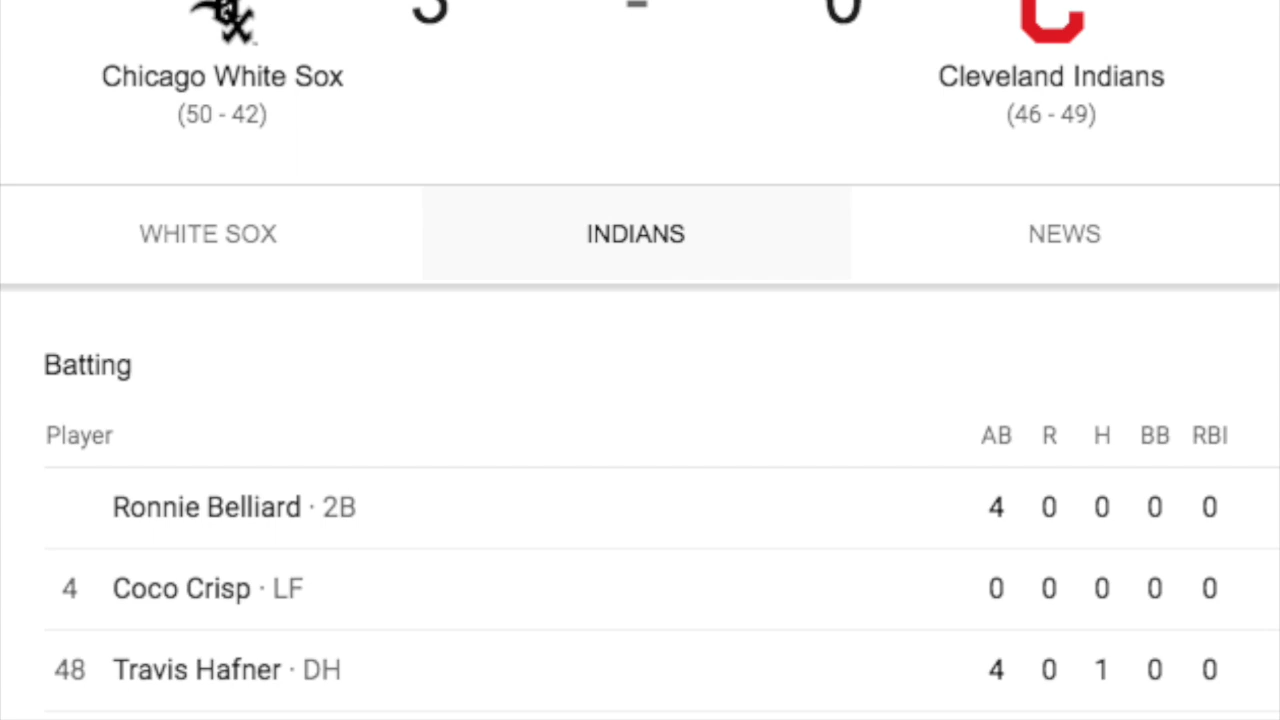 -
Chicago White Sox
Cleveland Indians
(50 - 42)
(46 - 49)
WHITE SOX
INDIANS
NEWS
Batting
Player AB R H BB RBI
Ronnie Belliard · 2B 4 0 0 0 0
4 Coco Crisp · LF 0 0 0 0 0
48 Travis Hafner · DH 4 0 1 0 0